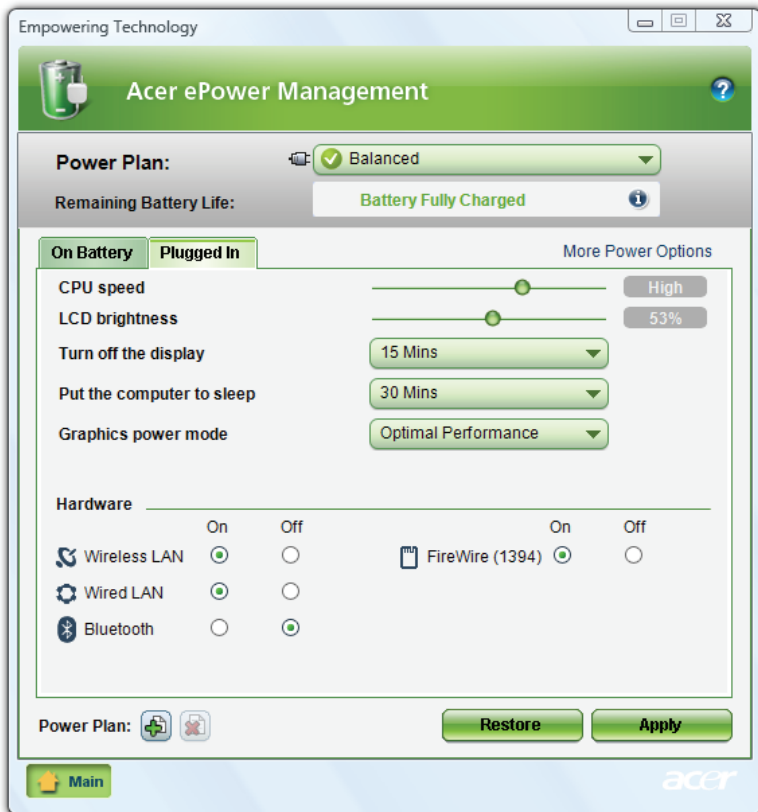 Empowering Technology
Acer ePower Management
?
Power Plan:
Balanced
Remaining Battery Life:
Battery Fully Charged
i
On Battery
Plugged In
More Power Options
CPU speed
High
LCD brightness
53%
Turn off the display
15 Mins
Put the computer to sleep
30 Mins
Graphics power mode
Optimal Performance
Hardware
On Off On Off
Wireless LAN FireWire (1394)
Wired LAN
Bluetooth
Power Plan:
Restore
Apply
Main
acer